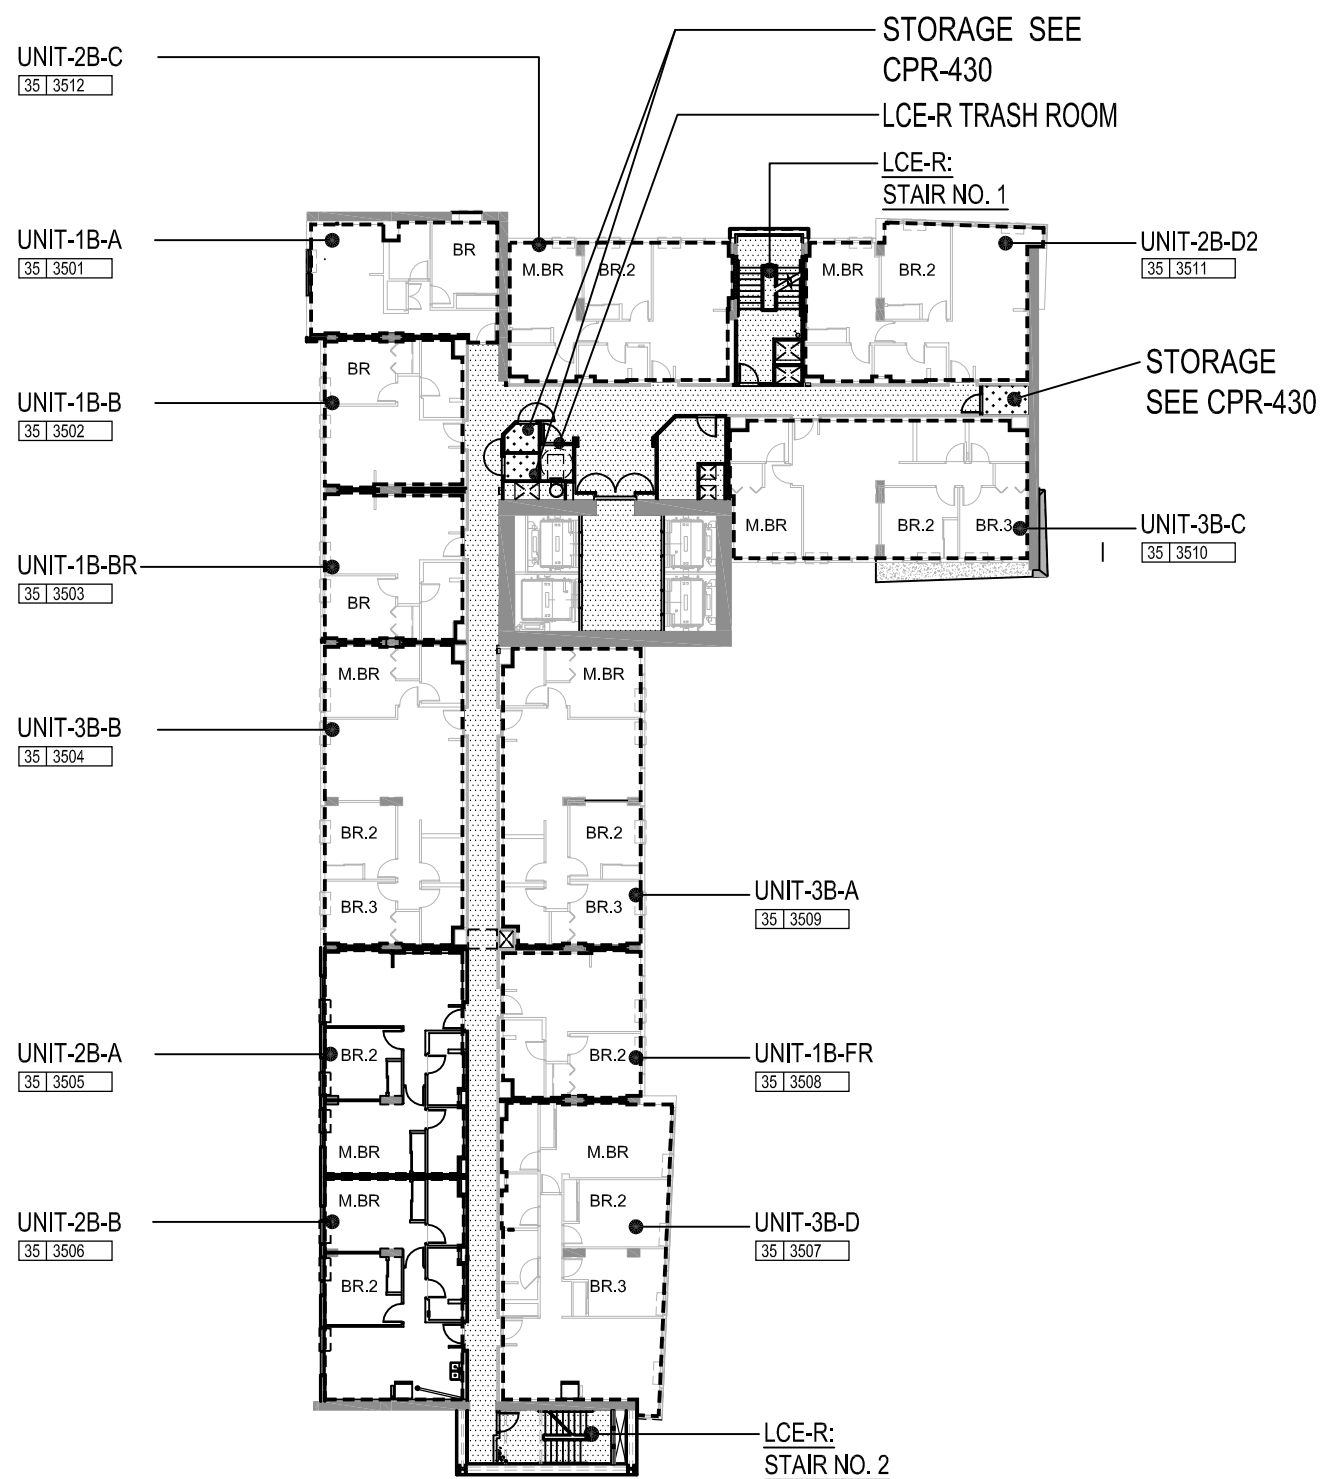 STORAGE SEE
CPR-430
UNIT-2B-C
35 3512
LCE-R TRASH ROOM
LCE-R:
STAIR NO. 1
UNIT-1B-A
35 3501
BR
M.BR
BR.2
M.BR
BR.2
UNIT-2B-D2
35 3511
UNIT-1B-B
35 3502
BR
STORAGE
SEE CPR-430
UNIT-1B-BR
35 3503
BR
M.BR
BR.2
BR.3
UNIT-3B-C
35 3510
UNIT-3B-B
35 3504
M.BR
M.BR
BR.2
BR.2
BR.3
BR.3
UNIT-3B-A
35 3509
UNIT-2B-A
35 3505
BR.2
BR.2
UNIT-1B-FR
35 3508
M.BR
M.BR
UNIT-2B-B
35 3506
M.BR
BR.2
UNIT-3B-D
35 3507
BR.2
BR.3
LCE-R:
STAIR NO. 2